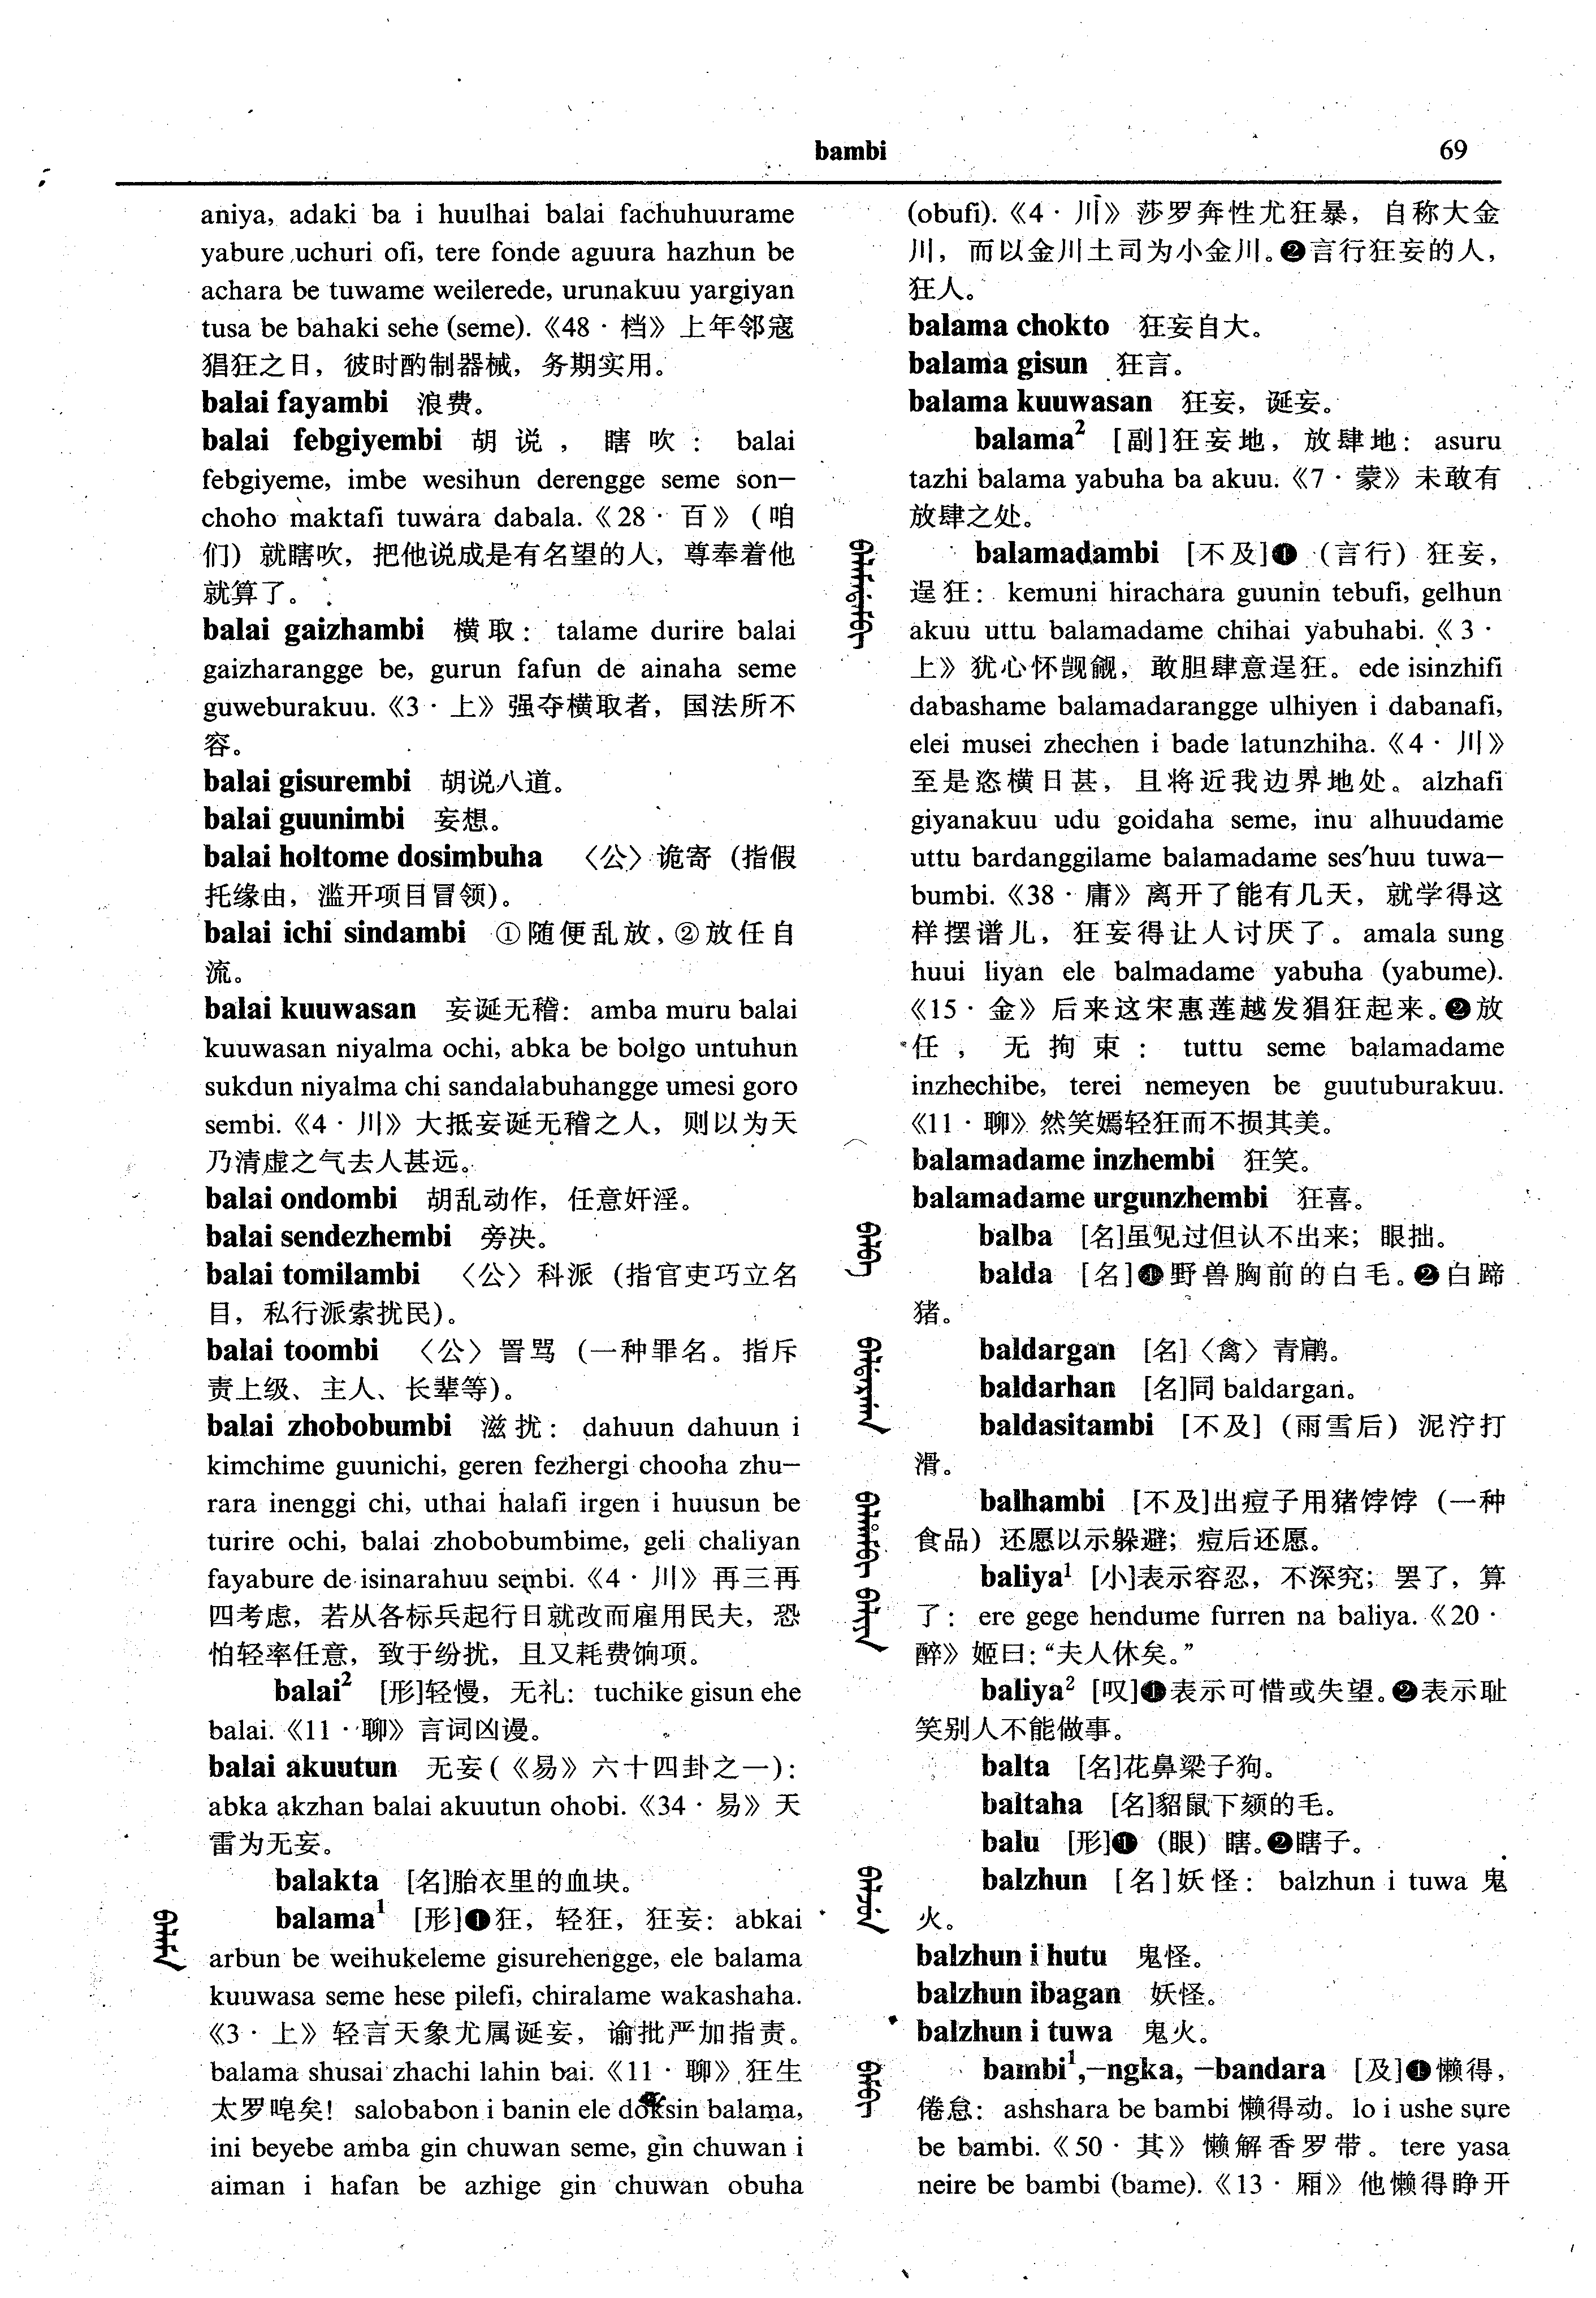 bambi 69
aniya, adaki ba i huulhai balai fachuhuurame
yabure uchuri ofi, tere fonde aguura hazhun be
achara be tuwame weilerede, urunakuu yargiyan
tusa be bahaki sehe (seme).《48 · 档》上年邻寇
猖狂之日，彼时酌制器械，务期实用。
balai fayambi 浪费。
balai febgiyembi 胡说，瞎吹： balai
febgiyeme, imbe wesihun derengge seme son-
choho maktafi tuwara dabala.《28 · 百》（咱
们）就瞎吹，把他说成是有名望的人，尊奉着他
就算了。
balai gaizhambi 横取： talame durire balai
gaizharangge be, gurun fafun de ainaha seme
guweburakuu.《3 · 上》强夺横取者，国法所不
容。
balai gisurembi 胡说八道。
balai guunimbi 妄想。
balai holtome dosimbuha 〈公〉诡寄（指假
托缘由，滥开项目冒领）。
balai ichi sindambi ①随便乱放，②放任自
流。
balai kuuwasan 妄诞无稽： amba muru balai
kuuwasan niyalma ochi, abka be bolgo untuhun
sukdun niyalma chi sandalabuhangge umesi goro
sembi.《4 · 川》大抵妄诞无稽之人，则以为天
乃清虚之气去人甚远。
balai ondombi 胡乱动作，任意奸淫。
balai sendezhembi 旁决。
balai tomilambi 〈公〉科派（指官吏巧立名
目，私行派索扰民）。
balai toombi 〈公〉詈骂（一种罪名。指斥
责上级、主人、长辈等）。
balai zhobobumbi 滋扰： dahuun dahuun i
kimchime guunichi, geren fezhergi chooha zhu-
rara inenggi chi, uthai halafi irgen i huusun be
turire ochi, balai zhobobumbime, geli chaliyan
fayabure de isinarahuu sembi.《4 · 川》再三再
四考虑，若从各标兵起行日就改而雇用民夫，恐
怕轻率任意，致于纷扰，且又耗费饷项。
balai² [形]轻慢，无礼： tuchike gisun ehe
balai.《11 · 聊》言词凶谩。
balai akuutun 无妄（《易》六十四卦之一）：
abka akzhan balai akuutun ohobi.《34 · 易》天
雷为无妄。
balakta [名]胎衣里的血块。
balama¹ [形]❶狂，轻狂，狂妄： abkai
arbun be weihukeleme gisurehengge, ele balama
kuuwasa seme hese pilefi, chiralame wakashaha.
《3 · 上》轻言天象尤属诞妄，谕批严加指责。
balama shusai zhachi lahin bai.《11 · 聊》狂生
太罗唣矣！ salobabon i banin ele doksin balama,
ini beyebe amba gin chuwan seme, gin chuwan i
aiman i hafan be azhige gin chuwan obuha
(obufi).《4 · 川》莎罗奔性尤狂暴，自称大金
川，而以金川土司为小金川。❷言行狂妄的人，
狂人。
balama chokto 狂妄自大。
balama gisun 狂言。
balama kuuwasan 狂妄，诞妄。
balama² [副]狂妄地，放肆地： asuru
tazhi balama yabuha ba akuu.《7 · 蒙》未敢有
放肆之处。
balamadambi [不及]❶（言行）狂妄，
逞狂： kemuni hirachara guunin tebufi, gelhun
akuu uttu balamadame chihai yabuhabi.《3 ·
上》犹心怀觊觎，敢胆肆意逞狂。ede isinzhifi
dabashame balamadarangge ulhiyen i dabanafi,
elei musei zhechen i bade latunzhiha.《4 · 川》
至是恣横日甚，且将近我边界地处。alzhafi
giyanakuu udu goidaha seme, inu alhuudame
uttu bardanggilame balamadame ses'huu tuwa-
bumbi.《38 · 庸》离开了能有几天，就学得这
样摆谱儿，狂妄得让人讨厌了。amala sung
huui liyan ele balmadame yabuha (yabume).
《15 · 金》后来这宋惠莲越发猖狂起来。❷放
任，无拘束： tuttu seme balamadame
inzhechibe, terei nemeyen be guutuburakuu.
《11 · 聊》然笑嫣轻狂而不损其美。
balamadame inzhembi 狂笑。
balamadame urgunzhembi 狂喜。
balba [名]虽见过但认不出来；眼拙。
balda [名]❶野兽胸前的白毛。❷白蹄
猪。
baldargan [名]〈禽〉青鹇。
baldarhan [名]同 baldargan。
baldasitambi [不及]（雨雪后）泥泞打
滑。
balhambi [不及]出痘子用猪饽饽（一种
食品）还愿以示躲避；痘后还愿。
baliya¹ [小]表示容忍，不深究；罢了，算
了： ere gege hendume furren na baliya.《20 ·
醉》姬曰：“夫人休矣。”
baliya² [叹]❶表示可惜或失望。❷表示耻
笑别人不能做事。
balta [名]花鼻梁子狗。
baltaha [名]貂鼠下颏的毛。
balu [形]❶（眼）瞎。❷瞎子。
balzhun [名]妖怪： balzhun i tuwa 鬼
火。
balzhun i hutu 鬼怪。
balzhun ibagan 妖怪。
balzhun i tuwa 鬼火。
bambi¹, -ngka, -bandara [及]❶懒得，
倦怠： ashshara be bambi 懒得动。lo i ushe sure
be bambi.《50 · 其》懒解香罗带。tere yasa
neire be bambi (bame).《13 · 厢》他懒得睁开